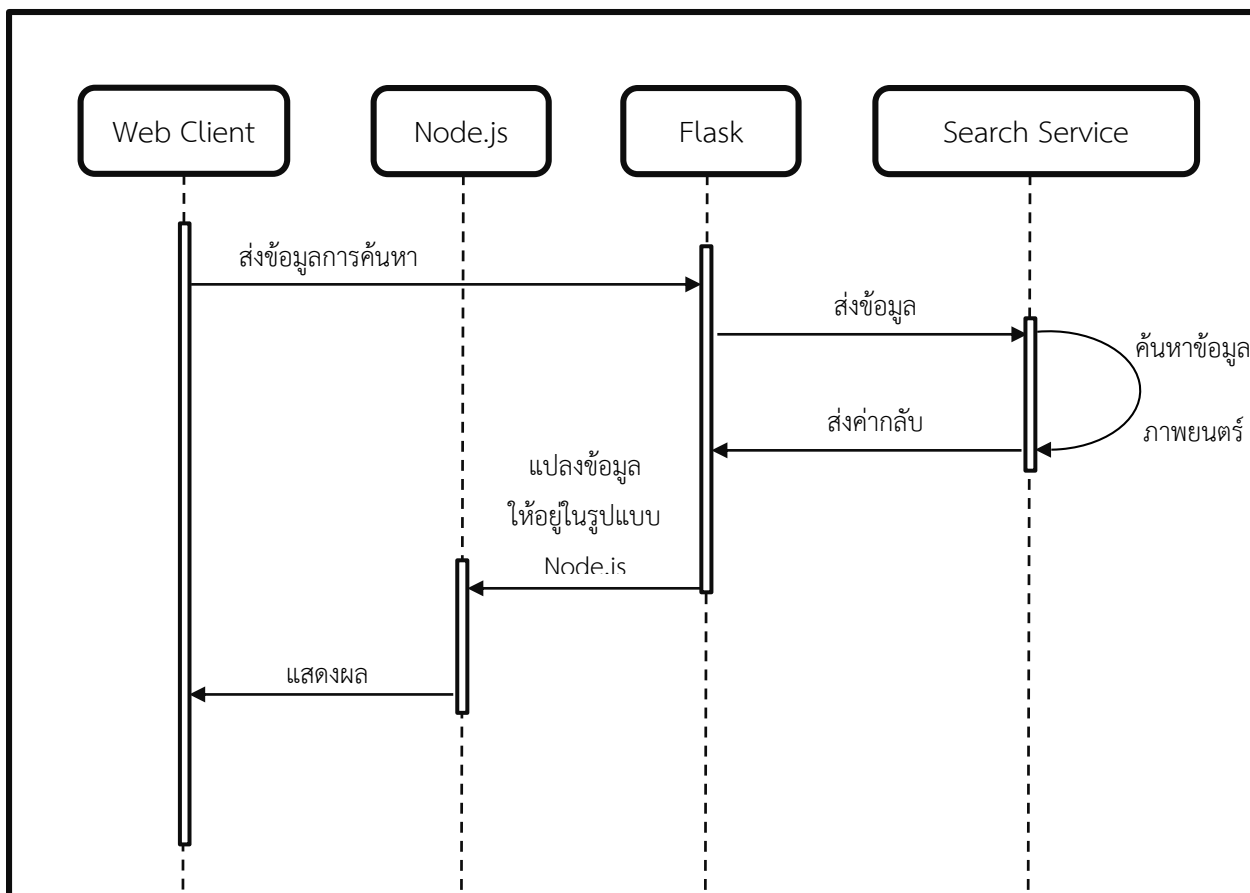 Web Client
Node.js
Flask
Search Service
ส่งข้อมูลการค้นหา
ส่งข้อมูล
ค้นหาข้อมูล
ภาพยนตร์
ส่งค่ากลับ
แปลงข้อมูล
ให้อยู่ในรูปแบบ
Node.js
แสดงผล